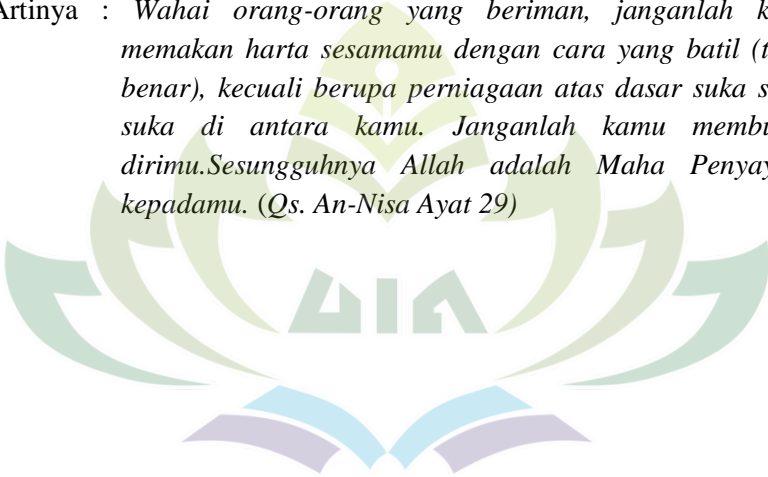 Artinya : Wahai orang-orang yang beriman, janganlah
memakan harta sesamamu dengan cara yang batil
benar), kecuali berupa perniagaan atas dasar suka
suka di antara kamu. Janganlah kamu
dirimu.Sesungguhnya Allah adalah Maha
kepadamu. (Qs. An-Nisa Ayat 29)
UIN